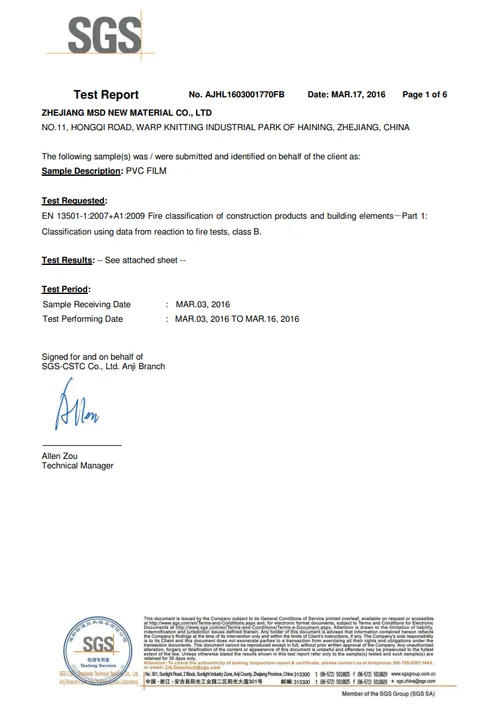 SGS
Test Report No. AJHL1603001770FB Date: MAR.17, 2016 Page 1 of 6
ZHEJIANG MSD NEW MATERIAL CO., LTD
NO.11, HONGQI ROAD, WARP KNITTING INDUSTRIAL PARK OF HAINING, ZHEJIANG, CHINA
The following sample(s) was / were submitted and identified on behalf of the client as:
Sample Description: PVC FILM
Test Requested:
EN 13501-1:2007+A1:2009 Fire classification of construction products and building elements－Part 1:
Classification using data from reaction to fire tests, class B.
Test Results: -- See attached sheet --
Test Period:
Sample Receiving Date : MAR.03, 2016
Test Performing Date : MAR.03, 2016 TO MAR.16, 2016
Signed for and on behalf of
SGS-CSTC Co., Ltd. Anji Branch
Allen
Allen Zou
Technical Manager
SGS
检测专用章
Testing Service
This document is issued by the Company subject to its General Conditions of Service printed overleaf, available on request or accessible
at http://www.sgs.com/en/Terms-and-Conditions.aspx and, for electronic format documents, subject to Terms and Conditions for Electronic
Documents at http://www.sgs.com/en/Terms-and-Conditions/Terms-e-Document.aspx. Attention is drawn to the limitation of liability,
indemnification and jurisdiction issues defined therein. Any holder of this document is advised that information contained hereon reflects
the Company's findings at the time of its intervention only and within the limits of Client's instructions, if any. The Company's sole responsibility
is to its Client and this document does not exonerate parties to a transaction from exercising all their rights and obligations under the
transaction documents. This document cannot be reproduced except in full, without prior written approval of the Company. Any unauthorized
alteration, forgery or falsification of the content or appearance of this document is unlawful and offenders may be prosecuted to the fullest
extent of the law. Unless otherwise stated the results shown in this test report refer only to the sample(s) tested and such sample(s) are
retained for 30 days only.
Attention: To check the authenticity of testing /inspection report & certificate, please contact us at telephone: (86-755) 8307 1443,
or email: CN.Doccheck@sgs.com
No. 301, Sunlight Road, 2 Block, Sunlight Industry Zone, Anji County, Zhejiang Province, China 313300 t (86-572) 5018825 f (86-572) 5018829 www.sgsgroup.com.cn
中国·浙江·安吉县阳光工业园二区阳光大道301号 邮编: 313300 t (86-572) 5018825 f (86-572) 5018829 e sgs.china@sgs.com
Member of the SGS Group (SGS SA)